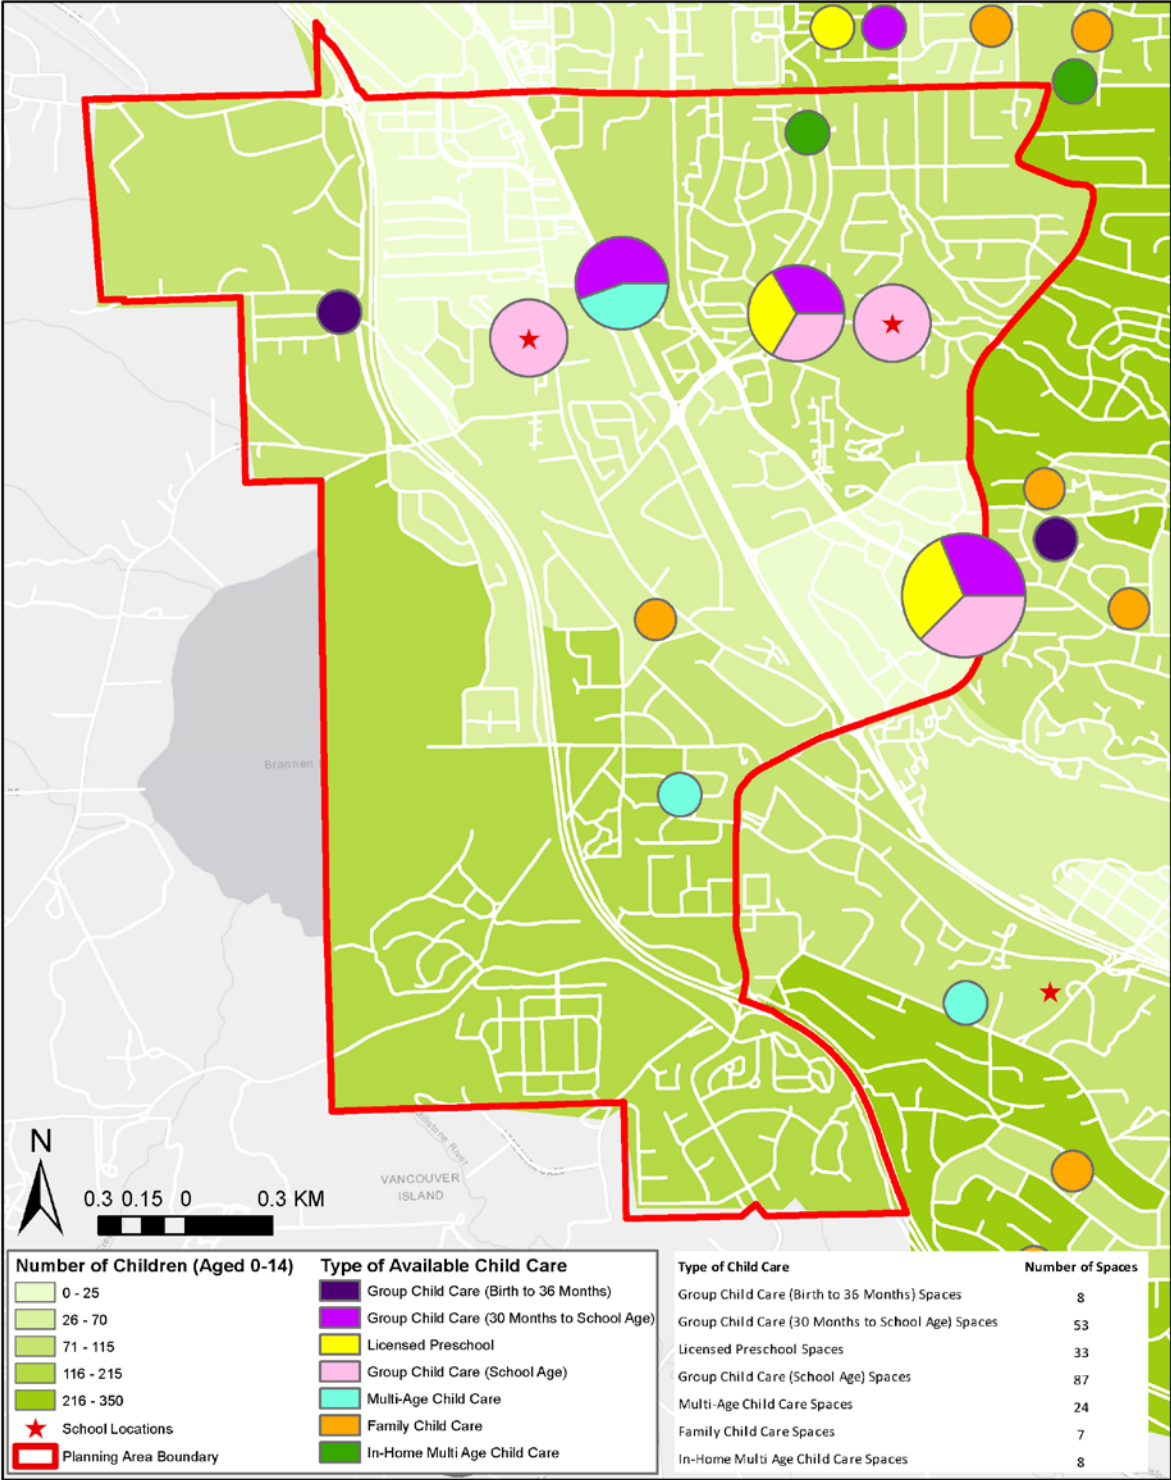 Brannen
N
VANCOUVER
ISLAND
0.3 0.15 0 0.3 KM
Number of Children (Aged 0-14)
0 - 25
26 - 70
71 - 115
116 - 215
216 - 350
School Locations
Planning Area Boundary
Type of Available Child Care
Group Child Care (Birth to 36 Months)
Group Child Care (30 Months to School Age)
Licensed Preschool
Group Child Care (School Age)
Multi-Age Child Care
Family Child Care
In-Home Multi Age Child Care
Type of Child Care Number of Spaces
Group Child Care (Birth to 36 Months) Spaces 8
Group Child Care (30 Months to School Age) Spaces 53
Licensed Preschool Spaces 33
Group Child Care (School Age) Spaces 87
Multi-Age Child Care Spaces 24
Family Child Care Spaces 7
In-Home Multi Age Child Care Spaces 8